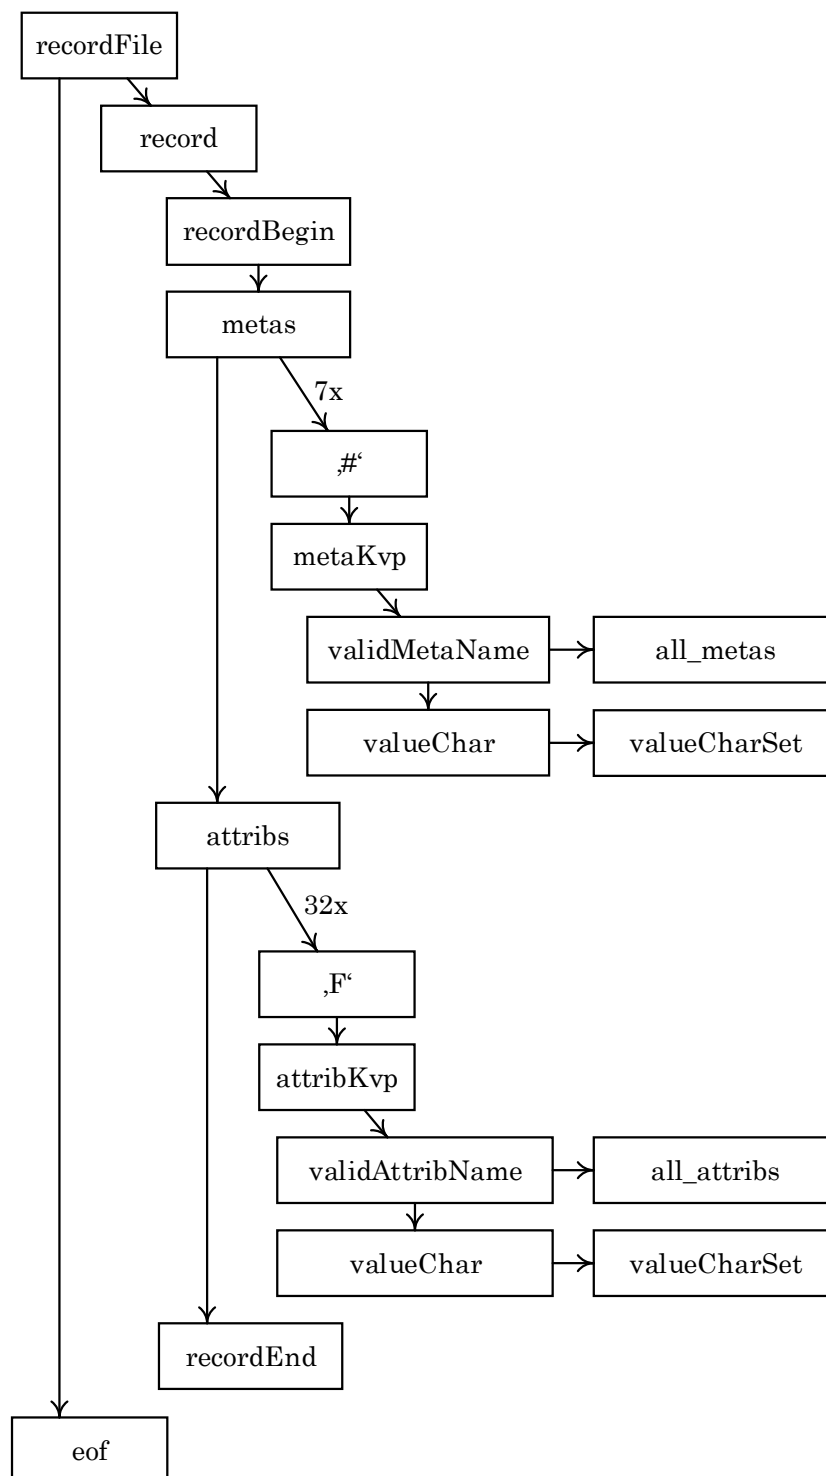 recordFile
record
recordBegin
metas
7x
‚#‘
metaKvp
validMetaName
all_metas
valueChar
valueCharSet
attribs
32x
‚F‘
attribKvp
validAttribName
all_attribs
valueChar
valueCharSet
recordEnd
eof